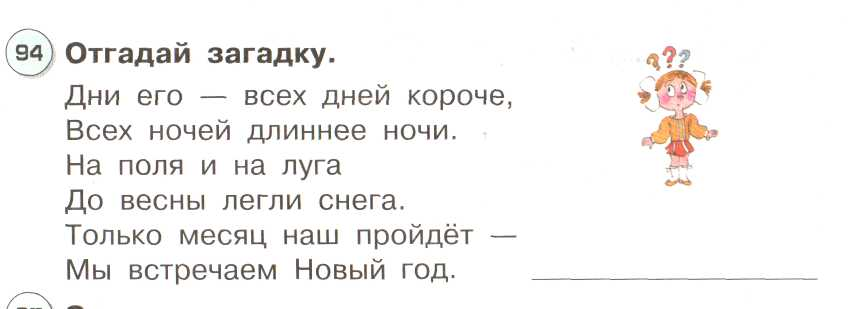 94 Отгадай загадку.
Дни его — всех дней короче,
Всех ночей длиннее ночи.
На поля и на луга
До весны легли снега.
Только месяц наш пройдёт —
Мы встречаем Новый год.